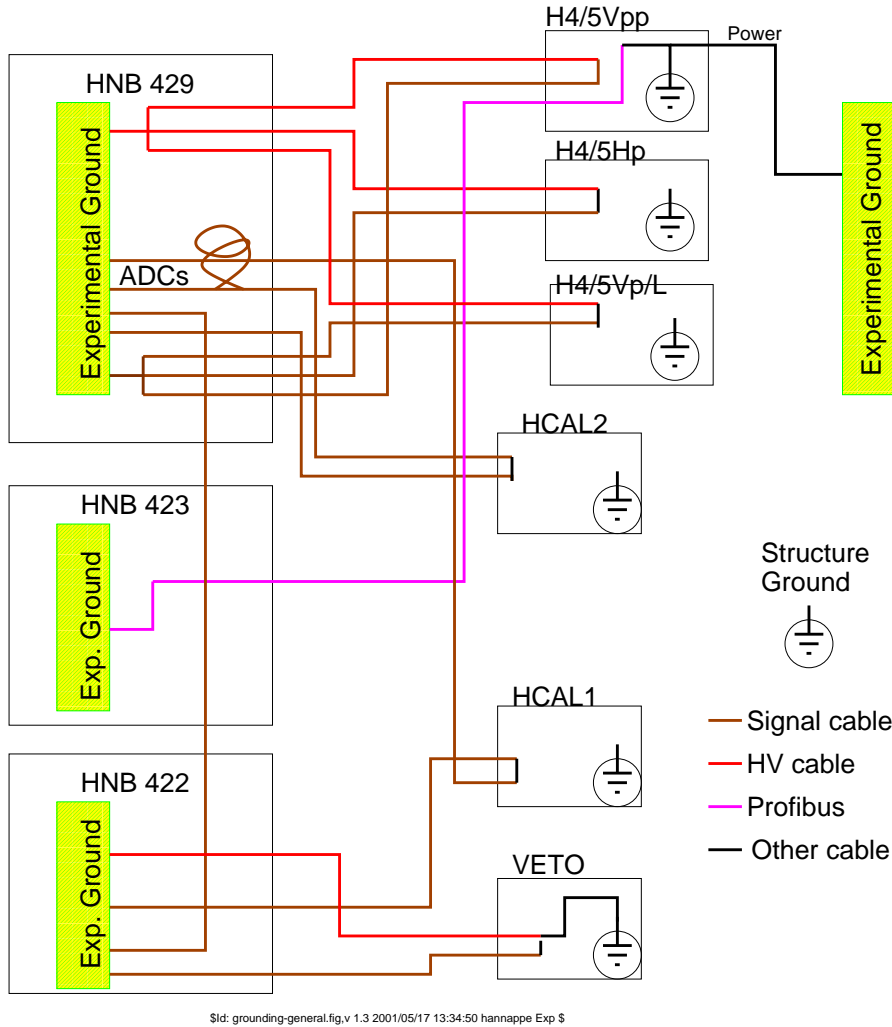 H4/5Vpp
Power
HNB 429
Experimental Ground
ADCs
H4/5Hp
Experimental Ground
H4/5Vp/L
HCAL2
HNB 423
Exp. Ground
Structure
Ground
HCAL1
Signal cable
HV cable
Profibus
Other cable
HNB 422
Exp. Ground
VETO
$Id: grounding-general.fig,v 1.3 2001/05/17 13:34:50 hannappe Exp $